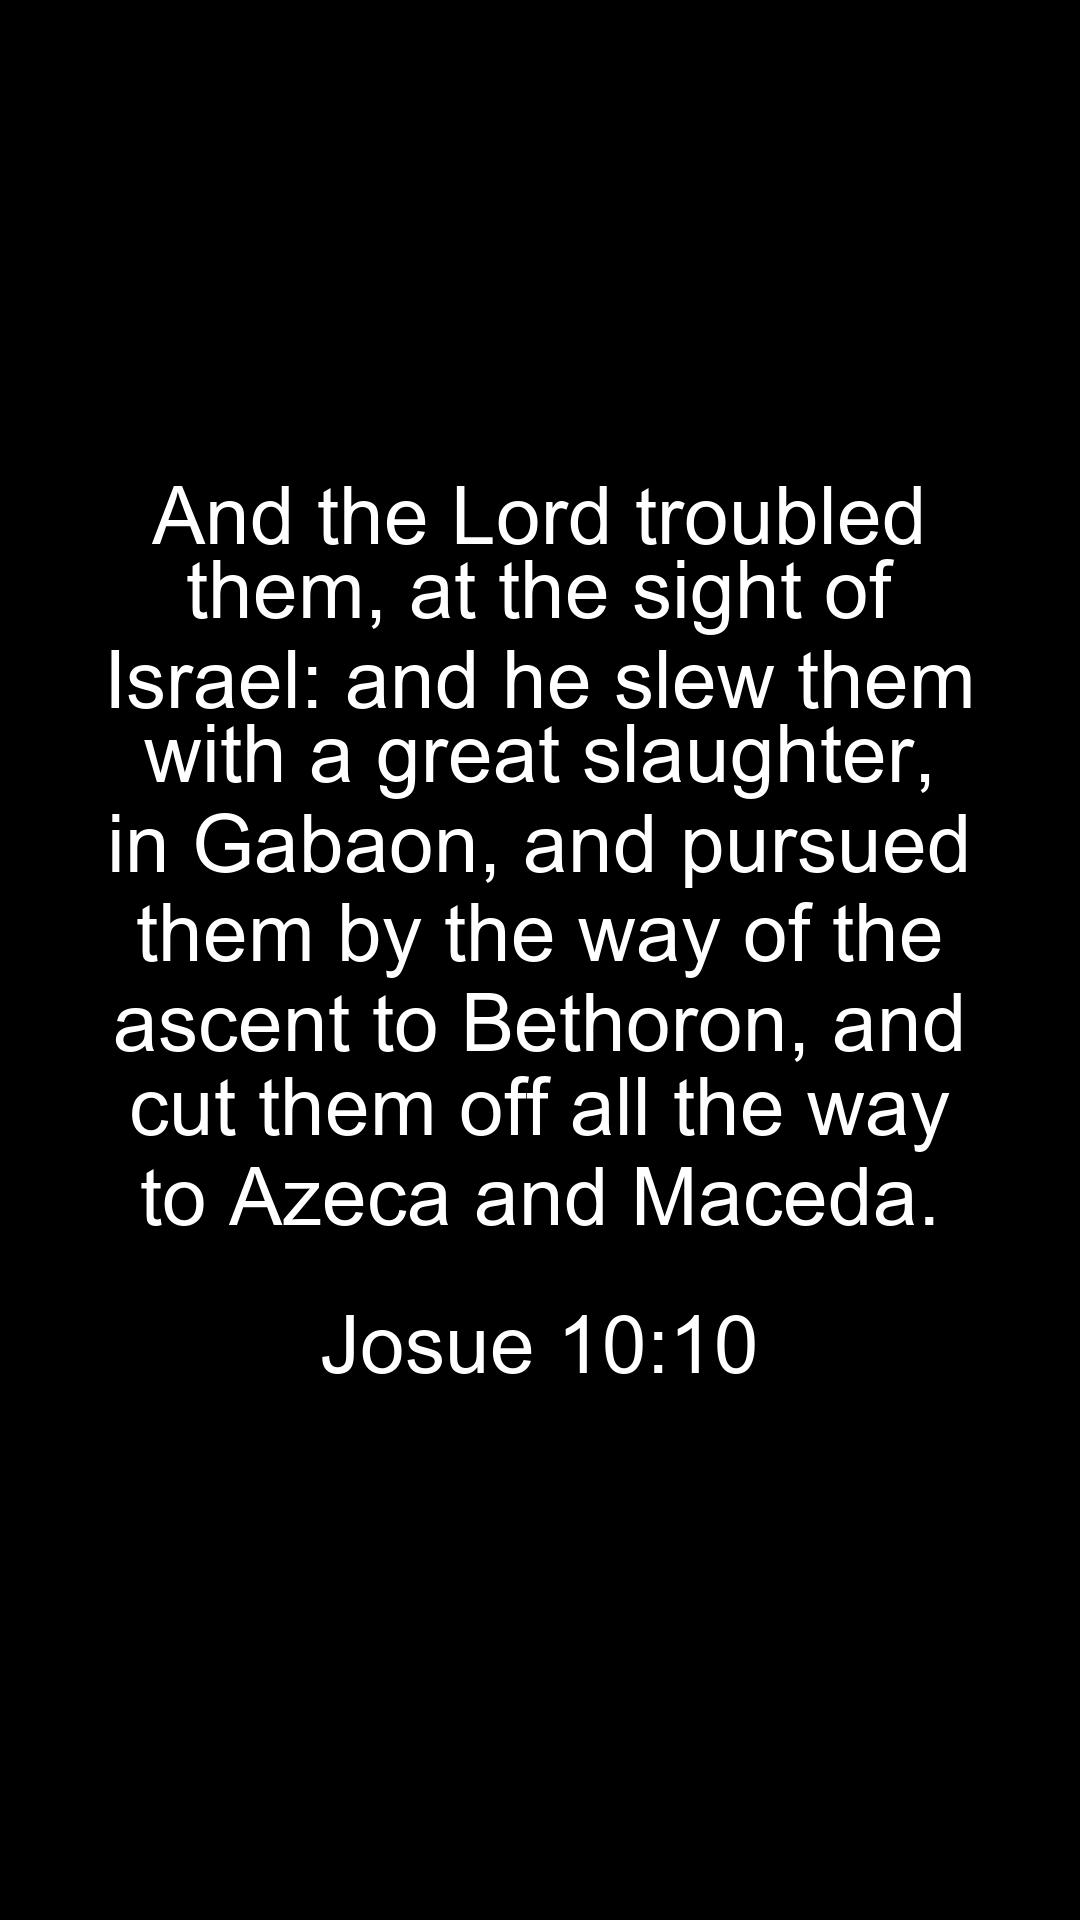 And the Lord troubled
them, at the sight of
Israel: and he slew them
with a great slaughter,
in Gabaon, and pursued
them by the way of the
ascent to Bethoron, and
cut them off all the way
to Azeca and Maceda.
Josue 10:10